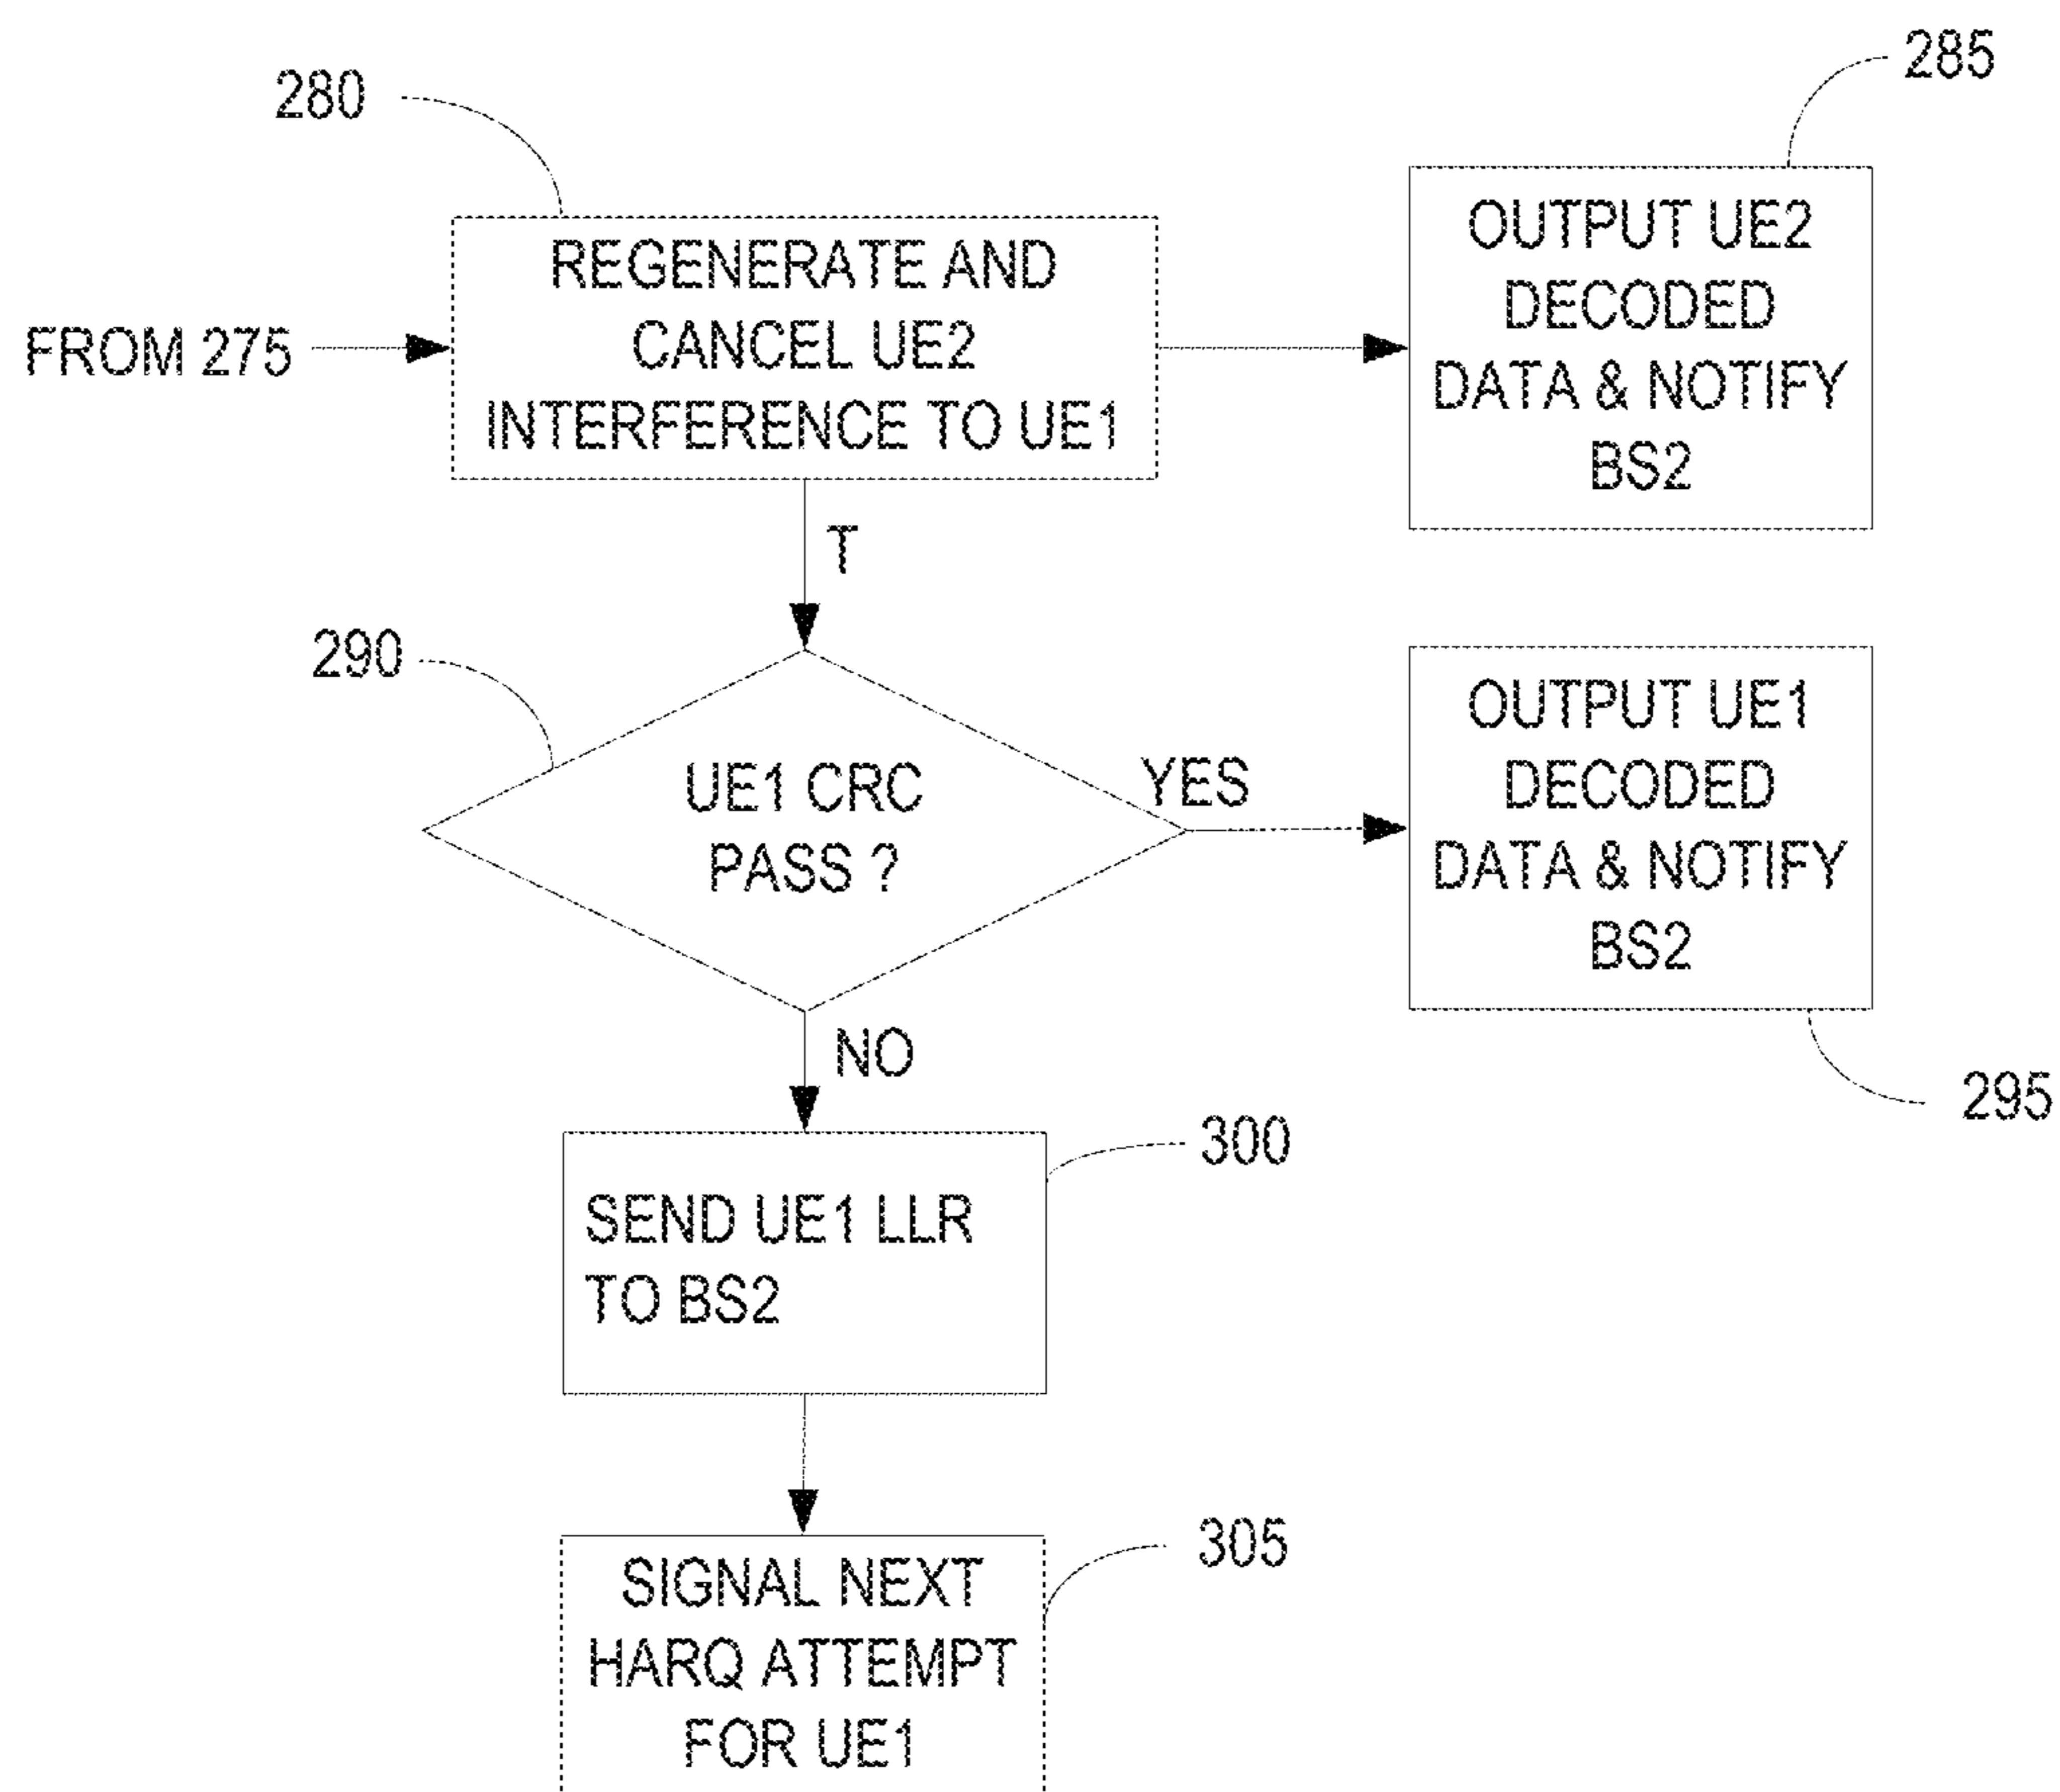 285
280
REGENERATE AND
CANCEL UE2
INTERFERENCE TO UE1
FROM 275
OUTPUT UE2
DECODED
DATA & NOTIFY
BS2
T
290
UE1 CRC
PASS ?
YES
OUTPUT UE1
DECODED
DATA & NOTIFY
BS2
295
NO
300
SEND UE1 LLR
TO BS2
305
SIGNAL NEXT
HARQ ATTEMPT
FOR UE1